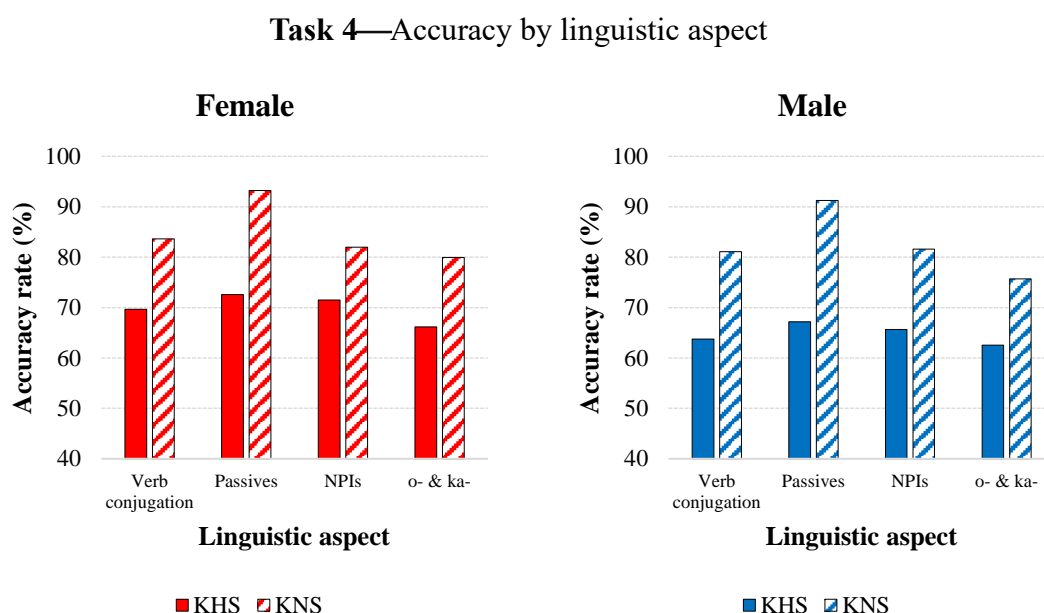 Task 4—Accuracy by linguistic aspect
Female
Accuracy rate (%)
100
90
80
70
60
50
40
Verb conjugation
Passives
NPIs
o- & ka-
Linguistic aspect
KHS KNS
Male
Accuracy rate (%)
100
90
80
70
60
50
40
Verb conjugation
Passives
NPIs
o- & ka-
Linguistic aspect
KHS KNS